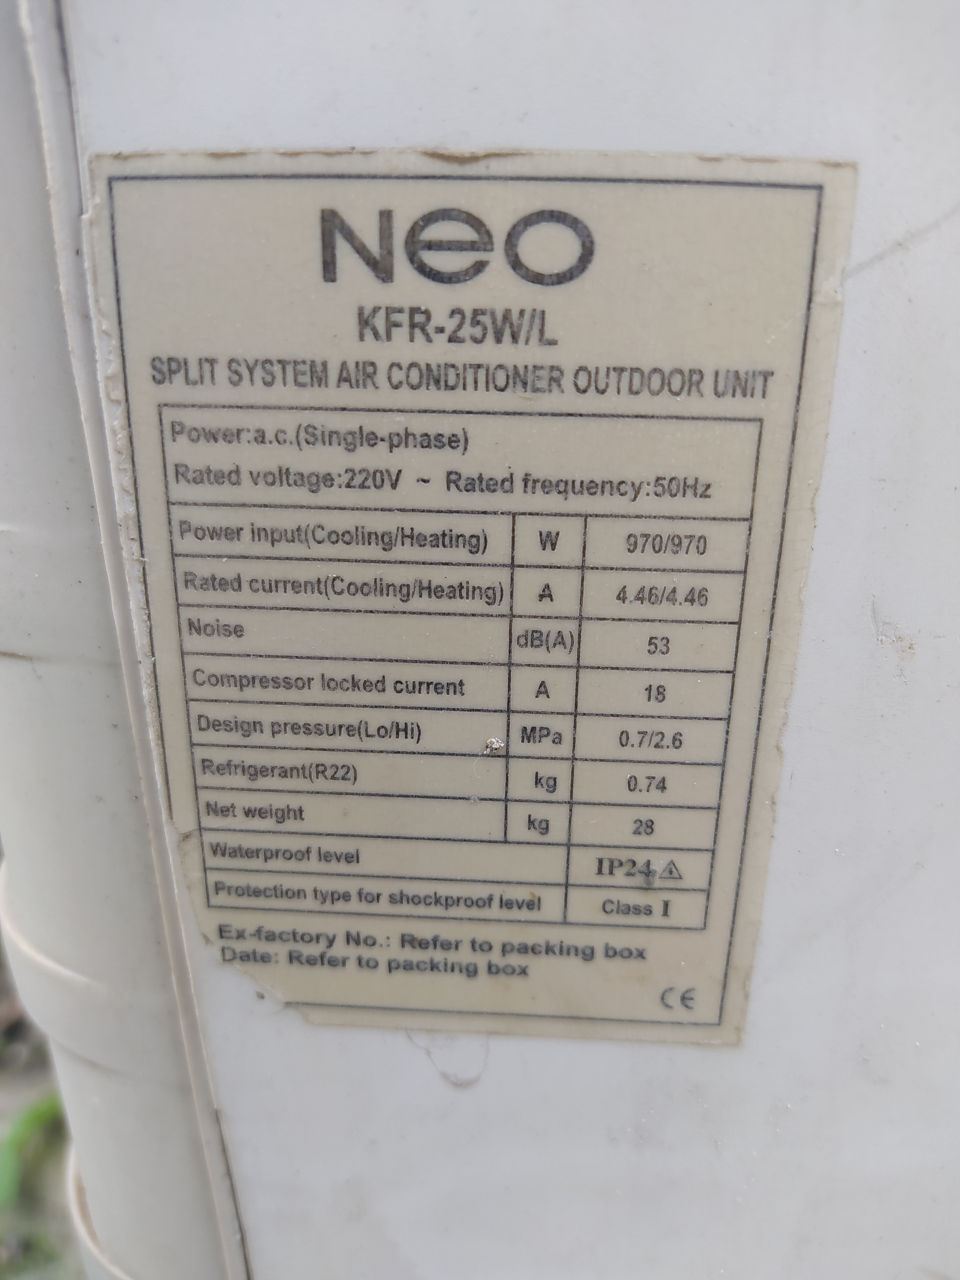 Neo
KFR-25W/L
SPLIT SYSTEM AIR CONDITIONER OUTDOOR UNIT
Power:a.c.(Single-phase)
Rated voltage:220V ~ Rated frequency:50Hz
Power input(Cooling/Heating) W 970/970
Rated current(Cooling/Heating) A 4.46/4.46
Noise dB(A) 53
Compressor locked current A 18
Design pressure(Lo/Hi) MPa 0.7/2.6
Refrigerant(R22) kg 0.74
Net weight kg 28
Waterproof level IP24
Protection type for shockproof level Class I
Ex-factory No.: Refer to packing box
Date: Refer to packing box
CE